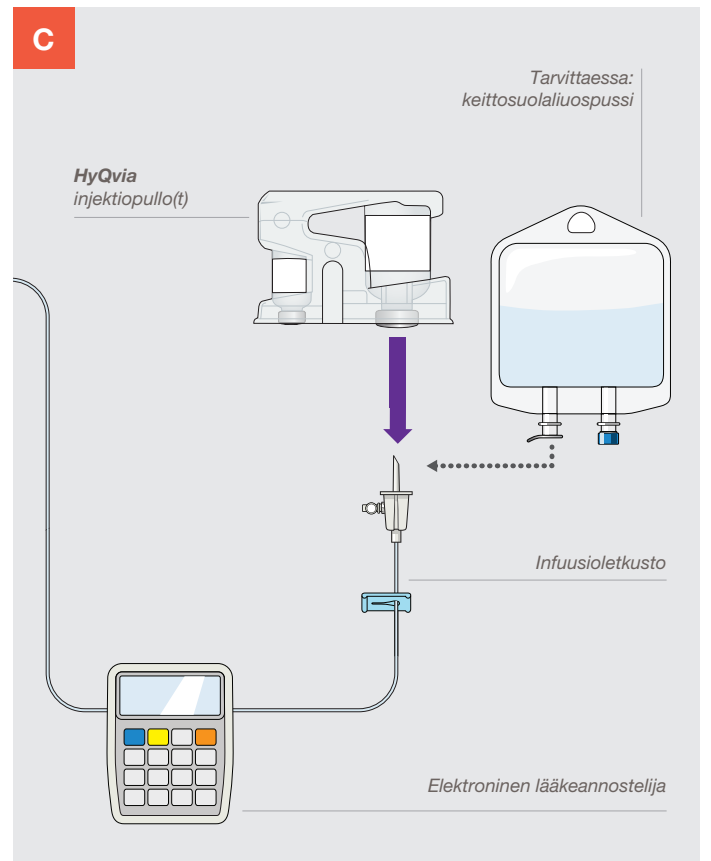 C
Tarvittaessa:
keittosuolaliuospussi
HyQvia
injektiopullo(t)
Infuusioletkusto
Elektroninen lääkeannostelija